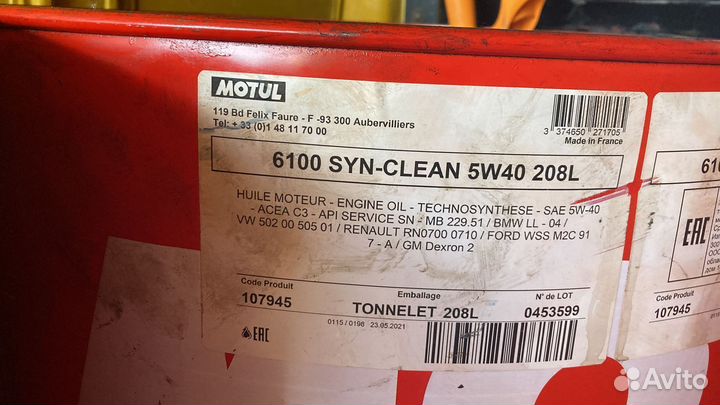 MOTUL
119 Bd Felix Faure - F -93 300 Aubervilliers
Tel: + 33 (0)1 48 11 70 00
3 374650 271705
Made in France
6100 SYN-CLEAN 5W40 208L
HUILE MOTEUR - ENGINE OIL - TECHNOSYNTHESE - SAE 5W-40
- ACEA C3 - API SERVICE SN - MB 229.51 / BMW LL - 04 /
VW 502 00 505 01 / RENAULT RN0700 0710 / FORD WSS M2C 91
7 - A / GM Dexron 2
Code Produit
Emballage
N° de LOT
107945
TONNELET 208L
0453599
0115 / 0198 23.05.2021
EAC
610
EAC
Code Produit
107945
Avito